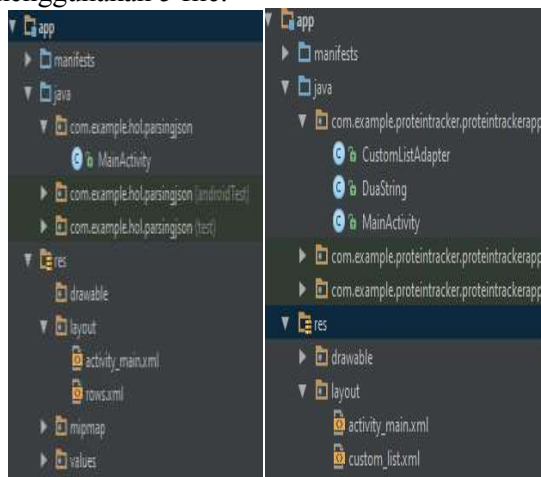 menggunakan 5 file.
app
manifests
java
com.example.hol.parsingjson
MainActivity
com.example.hol.parsingjson (androidTest)
com.example.hol.parsingjson (test)
res
drawable
layout
activity_main.xml
rows.xml
mipmap
values
app
manifests
java
com.example.proteintracker.proteintrackerapp
CustomListAdapter
DuaString
MainActivity
com.example.proteintracker.proteintrackerapp
com.example.proteintracker.proteintrackerapp
res
drawable
layout
activity_main.xml
custom_list.xml